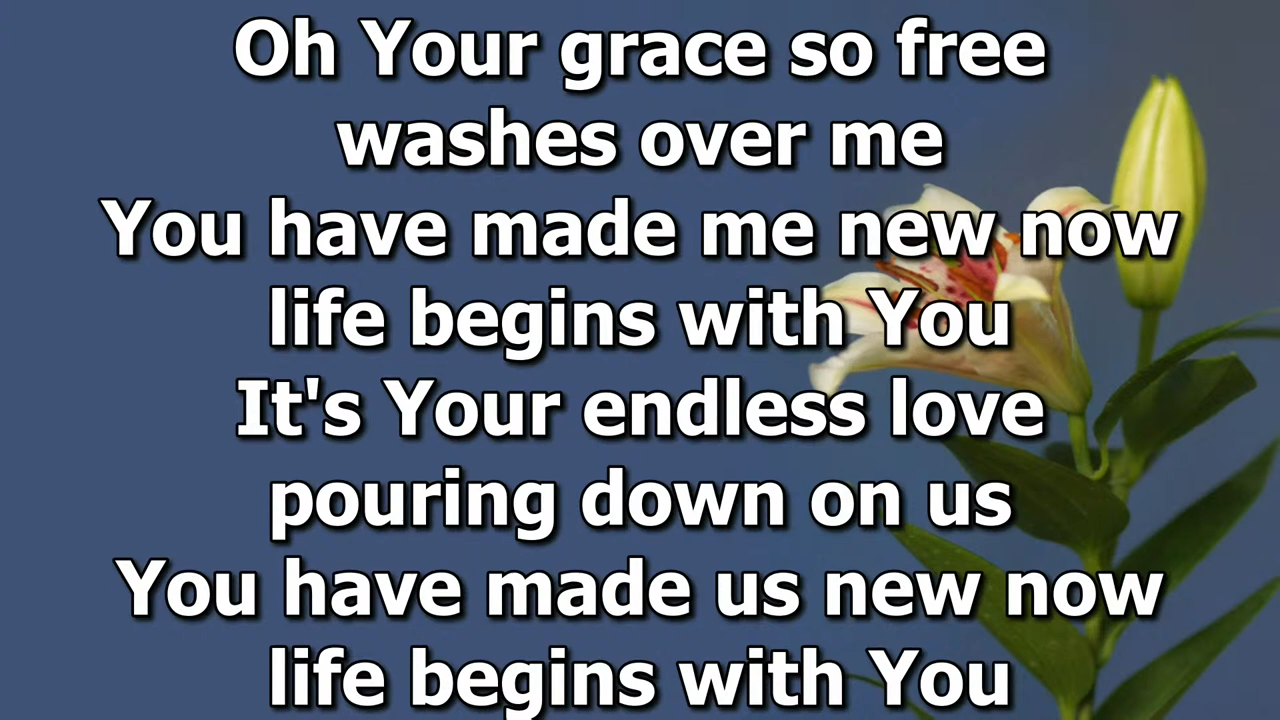 Oh Your grace so free
washes over me
You have made me new now
life begins with You
It's Your endless love
pouring down on us
You have made us new now
life begins with You